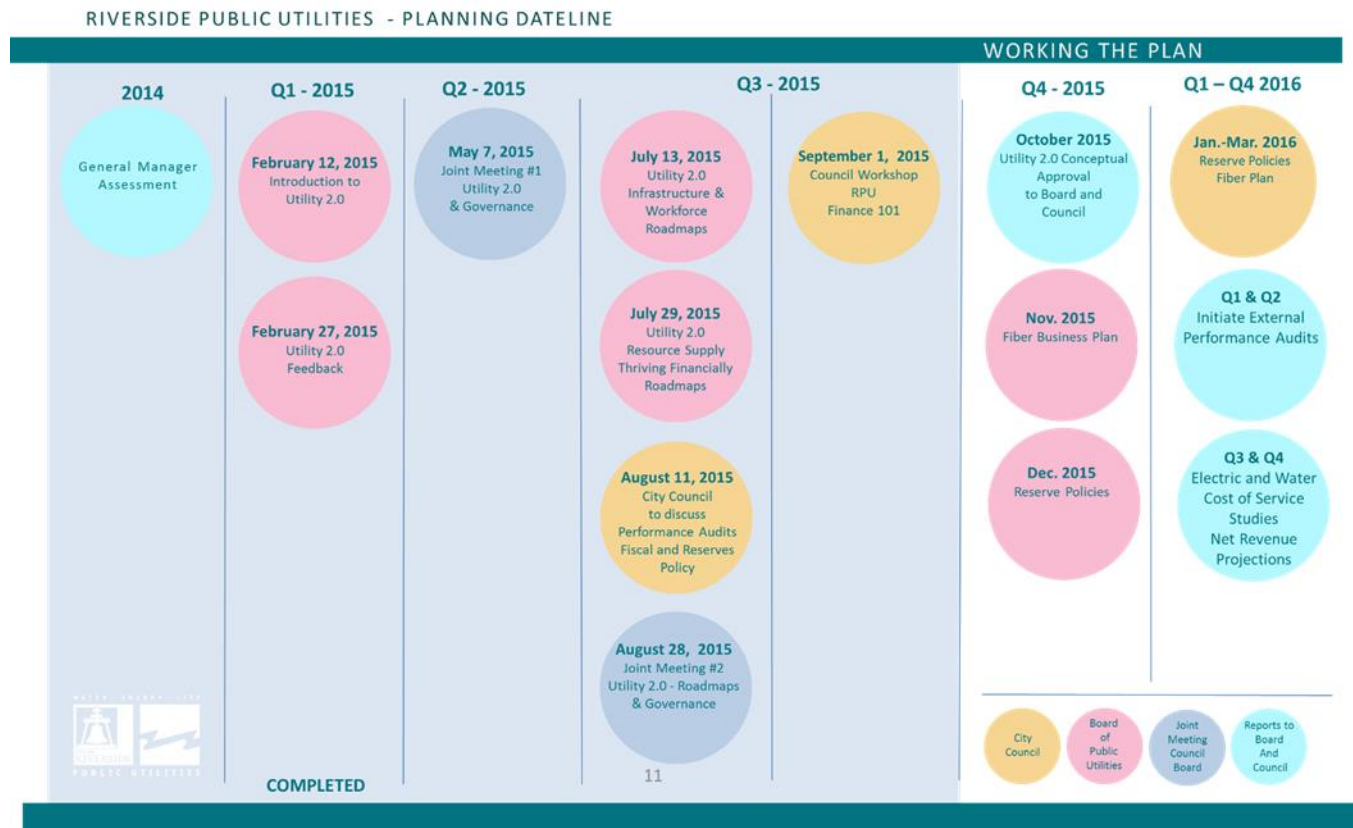 RIVERSIDE PUBLIC UTILITIES - PLANNING DATELINE
WORKING THE PLAN
2014
General Manager
Assessment
Q1 - 2015
February 12, 2015
Introduction to
Utility 2.0
February 27, 2015
Utility 2.0
Feedback
Q2 - 2015
May 7, 2015
Joint Meeting #1
Utility 2.0
& Governance
Q3 - 2015
July 13, 2015
Utility 2.0
Infrastructure &
Workforce
Roadmaps
July 29, 2015
Utility 2.0
Resource Supply
Thriving Financially
Roadmaps
August 11, 2015
City Council
to discuss
Performance Audits
Fiscal and Reserves
Policy
August 28, 2015
Joint Meeting #2
Utility 2.0 - Roadmaps
& Governance
September 1, 2015
Council Workshop
RPU
Finance 101
Q4 - 2015
October 2015
Utility 2.0 Conceptual
Approval
to Board and
Council
Nov. 2015
Fiber Business Plan
Dec. 2015
Reserve Policies
Q1 – Q4 2016
Jan.-Mar. 2016
Reserve Policies
Fiber Plan
Q1 & Q2
Initiate External
Performance Audits
Q3 & Q4
Electric and Water
Cost of Service
Studies
Net Revenue
Projections
City
Council
Board
of
Public
Utilities
Joint
Meeting
Council
Board
Reports to
Board
And
Council
WATER ENERGY LIFE
RIVERSIDE
PUBLIC UTILITIES
COMPLETED
11